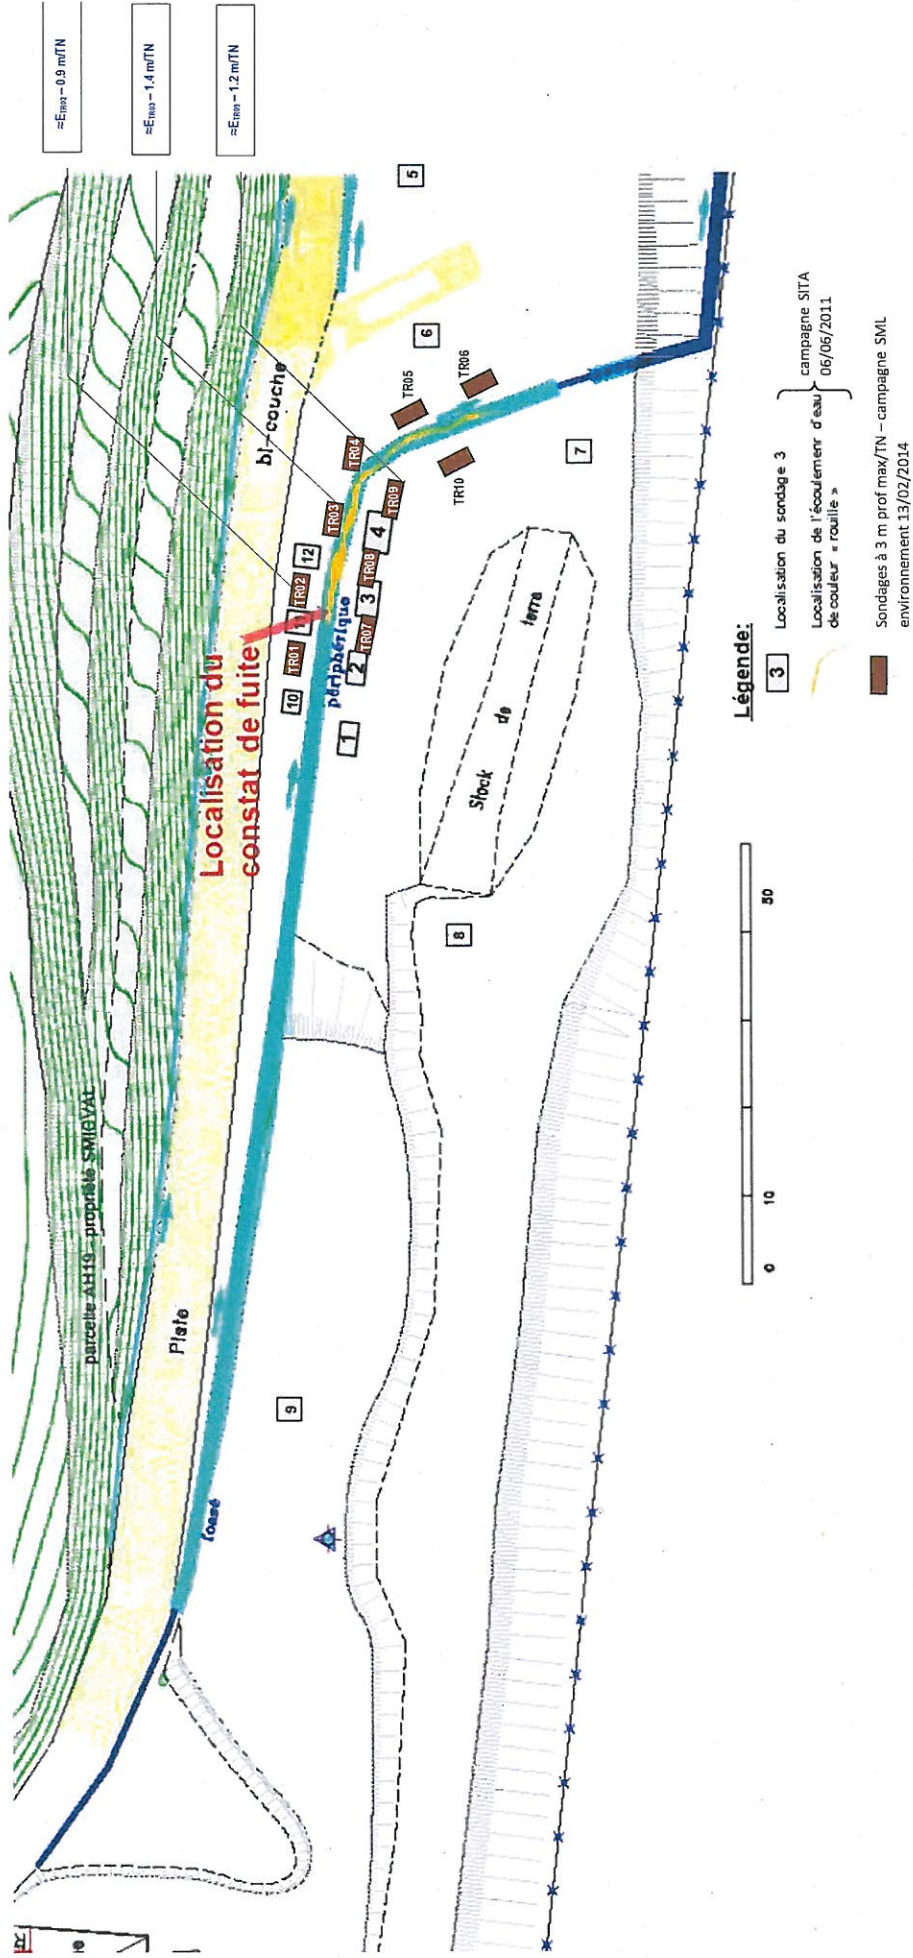 ≈ETR02 – 0.9 m/TN
≈ETR03 – 1.4 m/TN
≈ETR09 – 1.2 m/TN
parcelle AH19 - propriété SMIEVAL
Piste
bi-couche
Localisation du
constat de fuite
fossé
périphérique
TR01
TR02
TR03
TR04
TR05
TR06
TR07
TR08
TR09
TR10
1
2
3
4
5
6
7
8
9
10
11
12
Stock de terre
0
10
50
Légende:
3
Localisation du sondage 3
Localisation de l'écoulement d'eau
de couleur « rouille »
campagne SITA
06/06/2011
Sondages à 3 m prof max/TN – campagne SML
environnement 13/02/2014